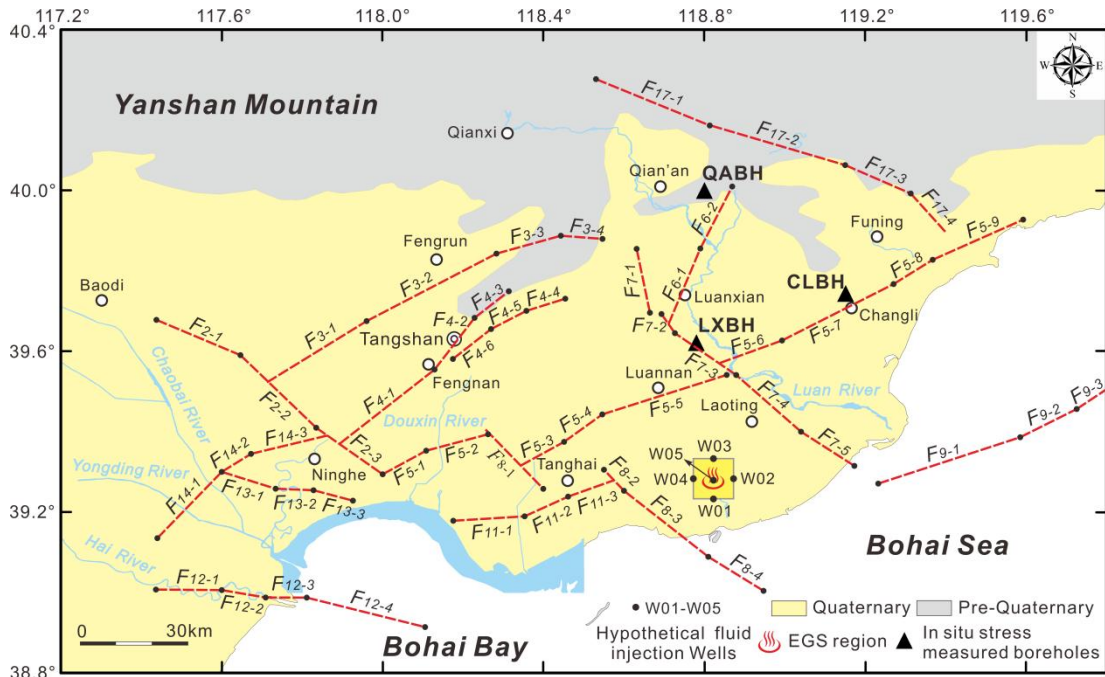 117.2° 117.6° 118.0° 118.4° 118.8° 119.2° 119.6°
40.4°
N
W E
S
F17-1
Yanshan Mountain
Qianxi
F17-2
Qian'an QABH
F17-3
40.0°
F6-2
F17-4
Funing
F5-9
Fengrun
F3-3
F3-4
F3-2
F7-1
F5-8
Baodi
F4-3
F4-4
F6-1
Luanxian
CLBH
Changli
F3-1
F4-2
F4-5
F2-1
Tangshan
F4-6
F7-2
LXBH
F5-7
39.6°
F5-6
Fengnan
F7-3
Luannan
Chaobai River
F2-2
F4-1
Douxin River
F5-5
F7-4
Luan River
Laoting
F9-3
F14-3
F5-4
F9-2
F14-2
F2-3
F5-2
F5-3
F7-5
Yongding River
Ninghe
F5-1
F8-1
Tanghai
W03
W05
F9-1
F8-2
W04 W02
F14-1
F13-1
F13-2
F13-3
F11-3
W01
39.2°
F11-2
F11-1
F8-3
Hai River
Bohai Sea
F8-4
F12-1
F12-3
F12-2
F12-4
W01-W05 Quaternary Pre-Quaternary
Hypothetical fluid
injection Wells
EGS region
In situ stress
measured boreholes
0 30km
Bohai Bay
38.8°